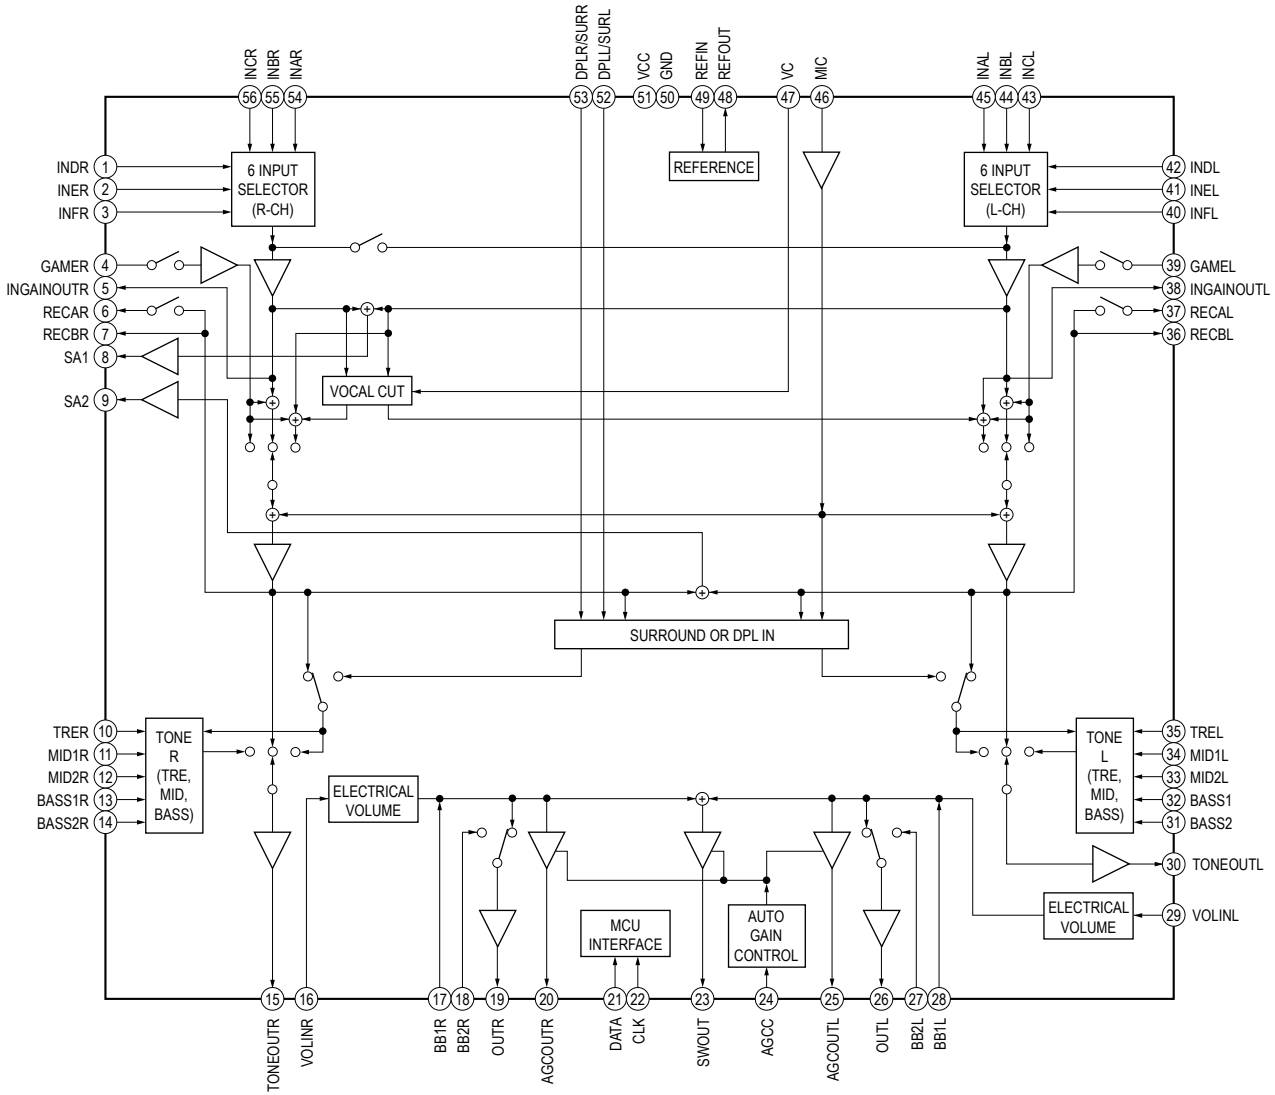 INCR
INBR
INAR
DPLR/SURR
DPLL/SURL
VCC
GND
REFIN
REFOUT
VC
MIC
INAL
INBL
INCL
56
55
54
53
52
51
50
49
48
47
46
45
44
43
INDR 1
INER 2
INFR 3
6 INPUT
SELECTOR
(R-CH)
REFERENCE
6 INPUT
SELECTOR
(L-CH)
42 INDL
41 INEL
40 INFL
GAMER 4
INGAINOUTR 5
RECAR 6
RECBR 7
SA1 8
SA2 9
39 GAMEL
38 INGAINOUTL
37 RECAL
36 RECBL
+
VOCAL CUT
+
+
+
+
+
+
+
SURROUND OR DPL IN
TRER 10
MID1R 11
MID2R 12
BASS1R 13
BASS2R 14
TONE
R
(TRE,
MID,
BASS)
TONE
L
(TRE,
MID,
BASS)
35 TREL
34 MID1L
33 MID2L
32 BASS1
31 BASS2
ELECTRICAL
VOLUME
+
30 TONEOUTL
ELECTRICAL
VOLUME
29 VOLINL
MCU
INTERFACE
AUTO
GAIN
CONTROL
15
16
17
18
19
20
21
22
23
24
25
26
27
28
TONEOUTR
VOLINR
BB1R
BB2R
OUTR
AGCOUTR
DATA
CLK
SWOUT
AGCC
AGCOUTL
OUTL
BB2L
BB1L